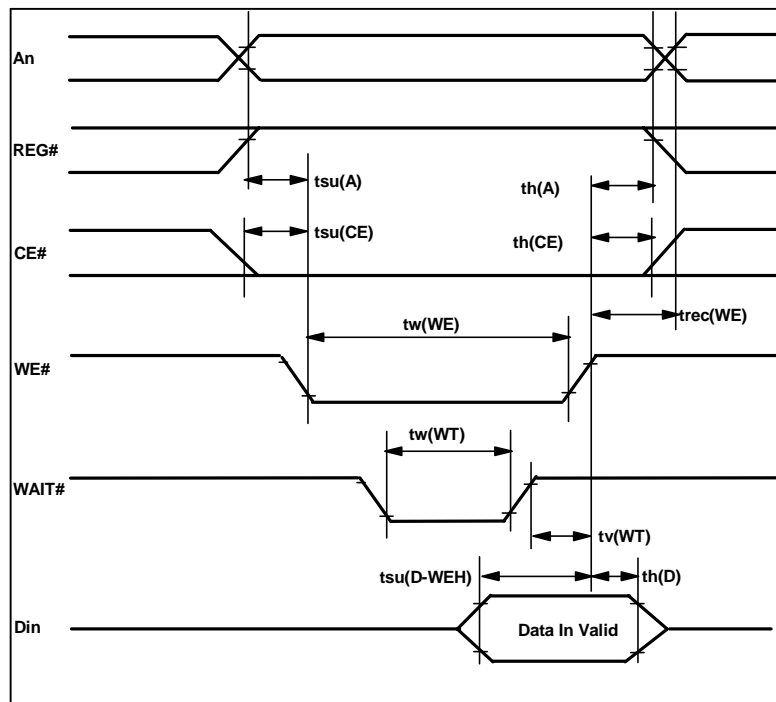 An
REG#
tsu(A)
th(A)
CE#
tsu(CE)
th(CE)
tw(WE)
trec(WE)
WE#
tw(WT)
WAIT#
tv(WT)
tsu(D-WEH)
th(D)
Din
Data In Valid